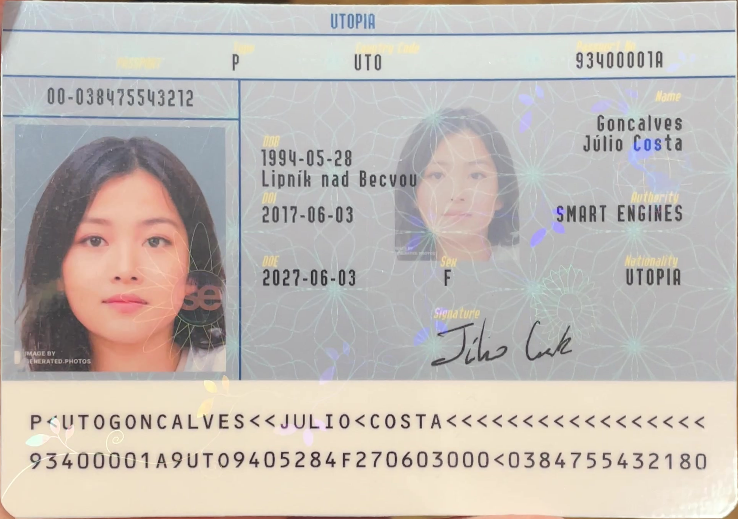 UTOPIA
PASSPORT
Type
P
Country Code
UTO
Passport No
93400001A
00-038475543212
Name
Goncalves
Júlio Costa
DOB
1994-05-28
Lipník nad Becvou
DOI
2017-06-03
Authority
SMART ENGINES
DOE
2027-06-03
Sex
F
Nationality
UTOPIA
Signature
se
IMAGE BY
GENERATED.PHOTOS
P<UTOGONCALVES<<JULIO<COSTA<<<<<<<<<<<<<<<<<
93400001A9UTO9405284F270603000<0384755432180